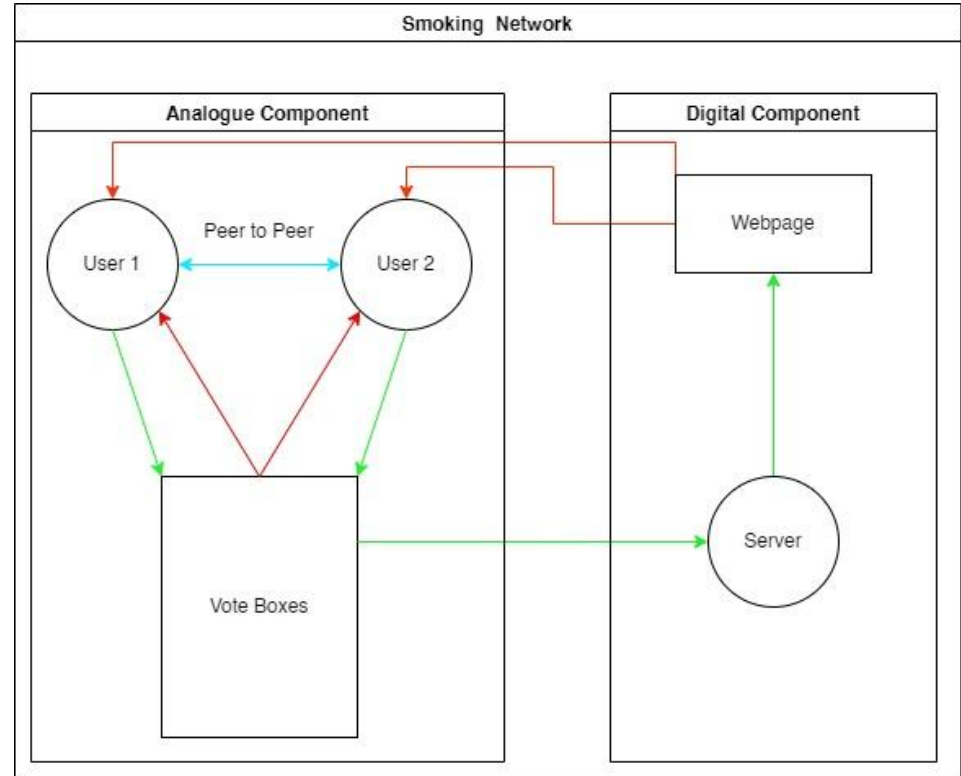 Smoking Network
Analogue Component
Digital Component
Webpage
Peer to Peer
User 1
User 2
Server
Vote Boxes